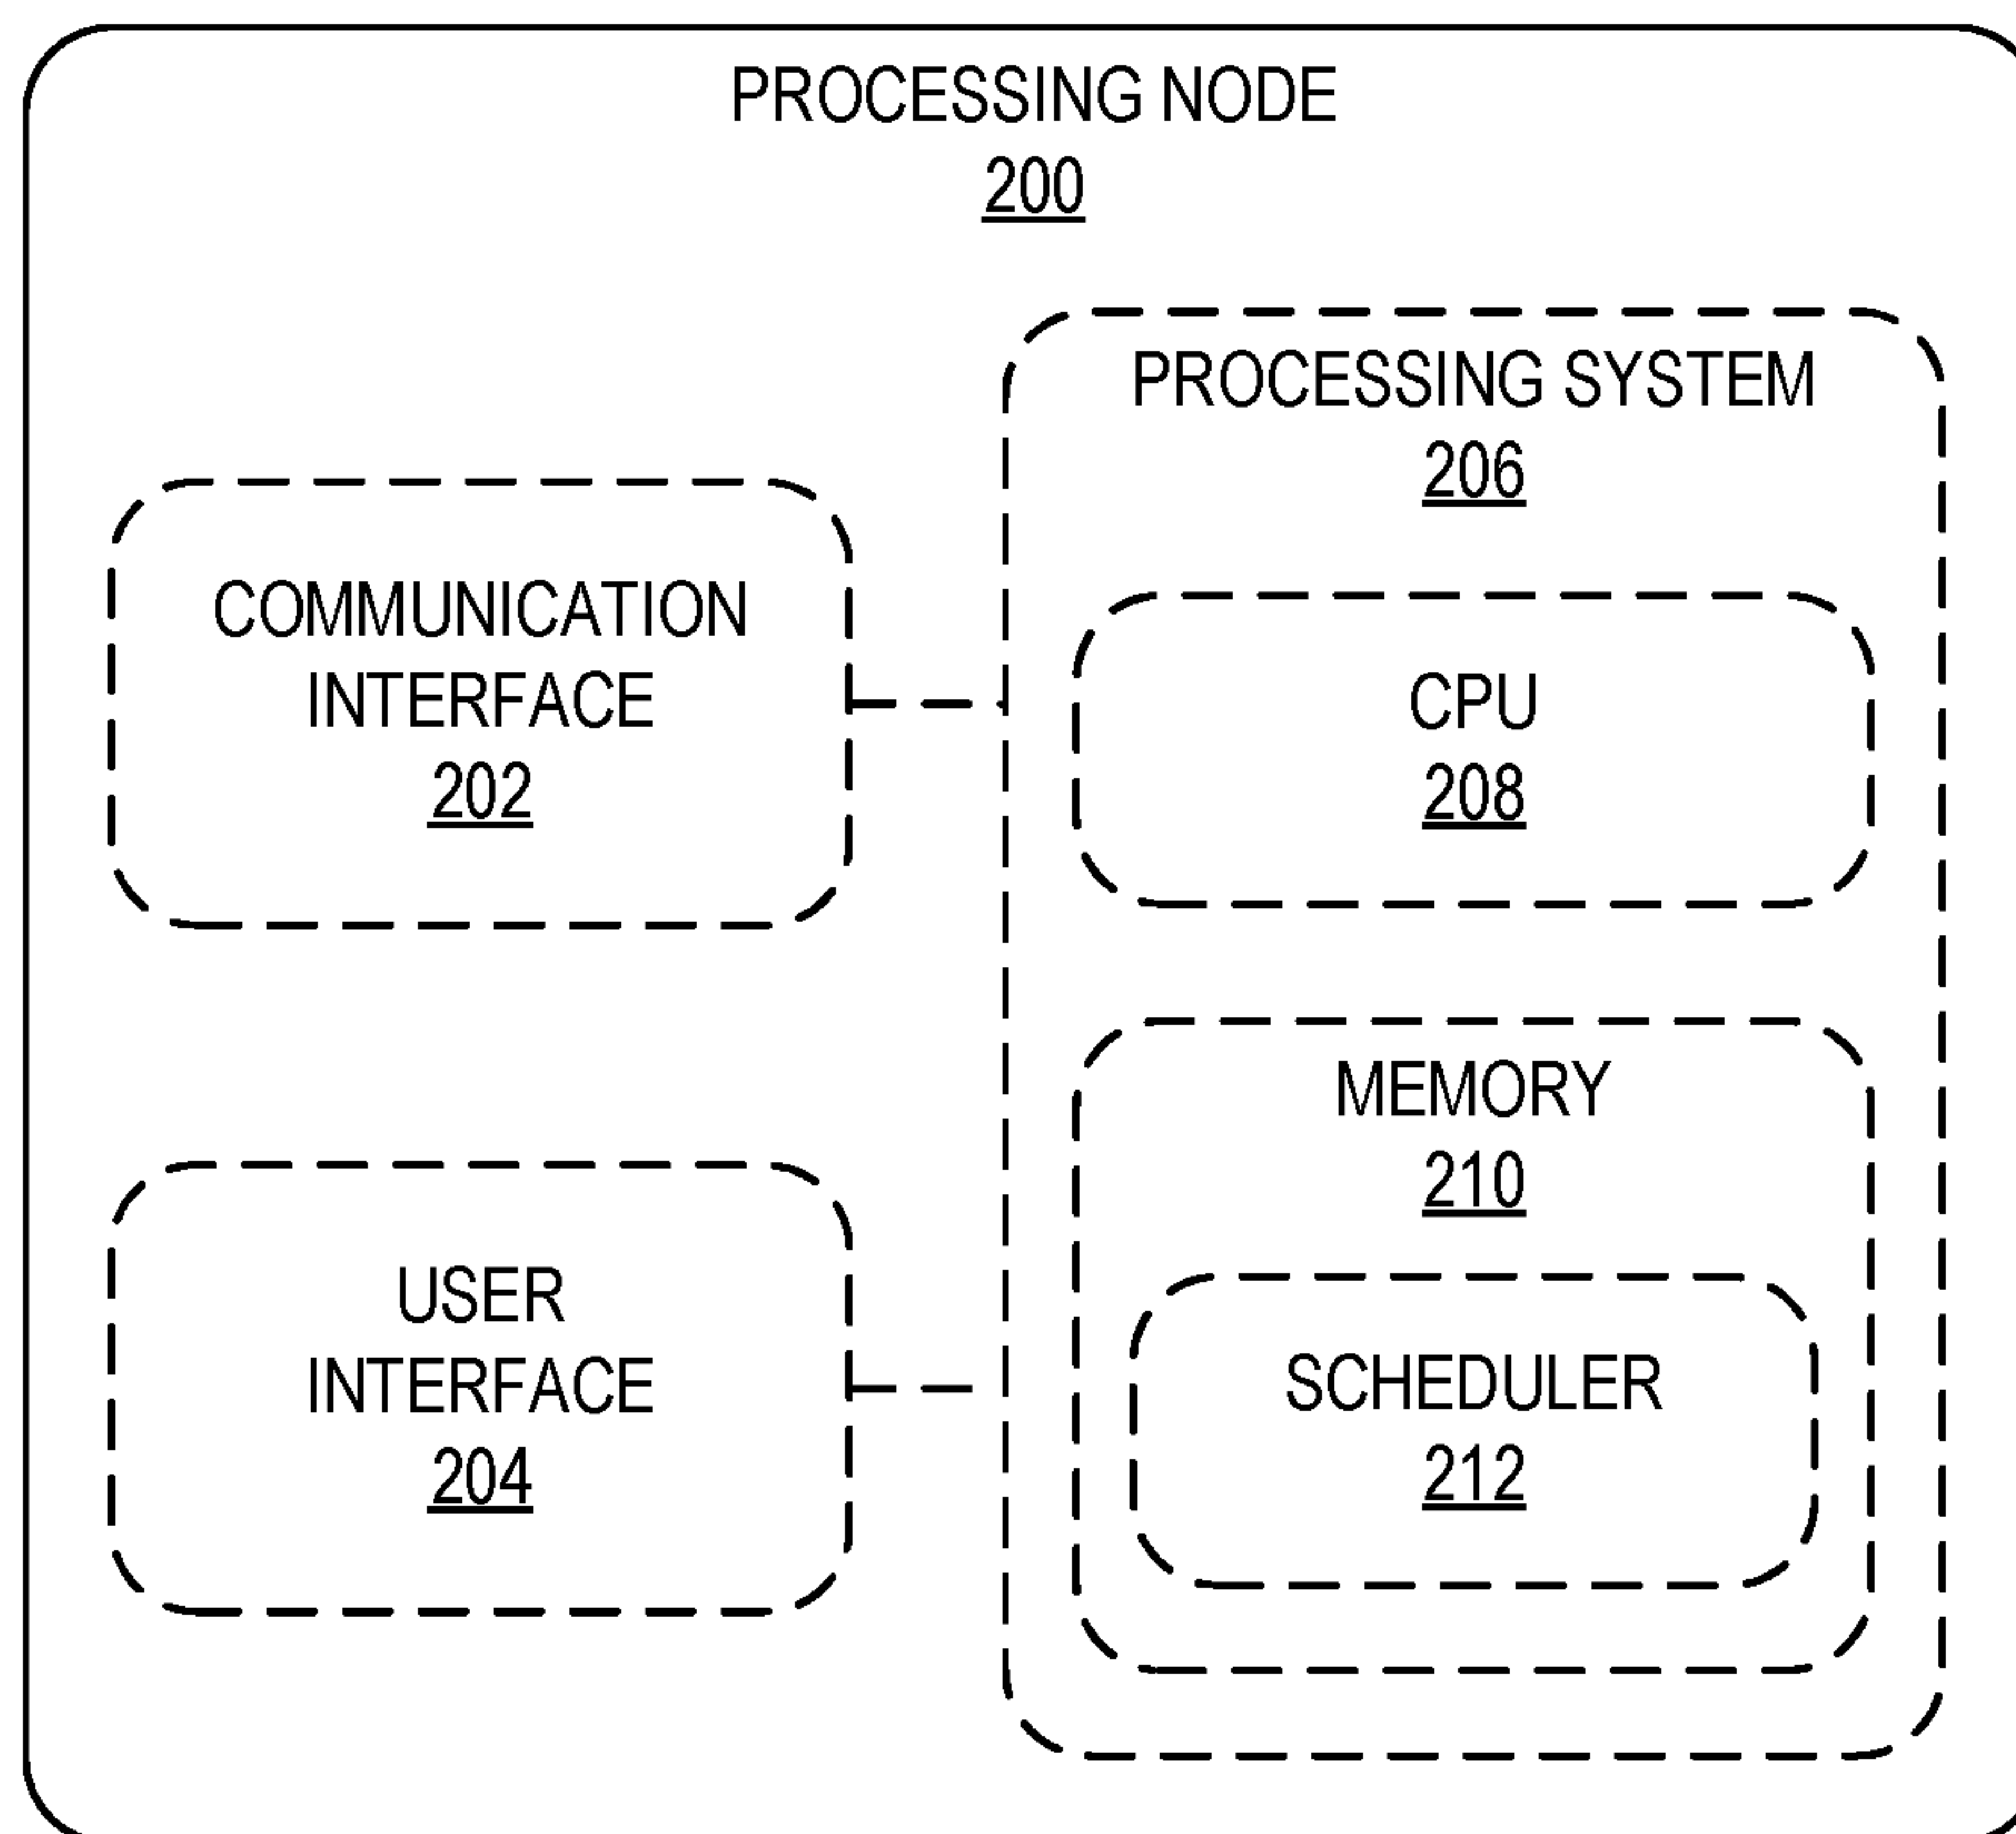 PROCESSING NODE
200
PROCESSING SYSTEM
206
COMMUNICATION
INTERFACE
202
CPU
208
MEMORY
210
USER
INTERFACE
204
SCHEDULER
212